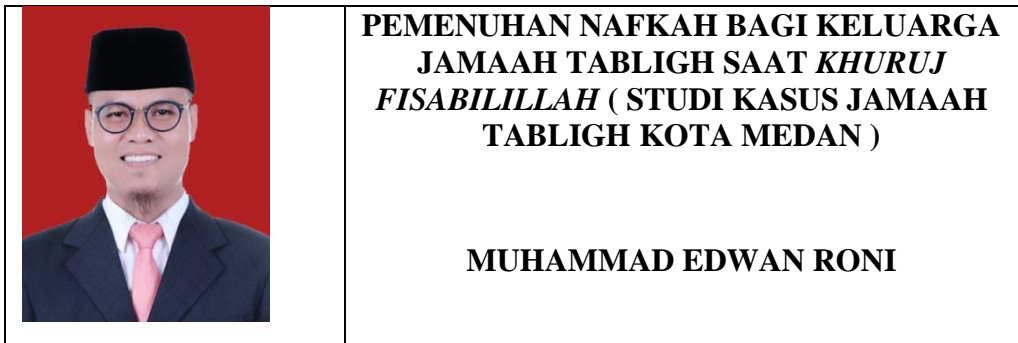 PEMENUHAN NAFKAH BAGI KELUARGA
JAMAAH TABLIGH SAAT KHURUJ
FISABILILLAH ( STUDI KASUS JAMAAH
TABLIGH KOTA MEDAN )
MUHAMMAD EDWAN RONI